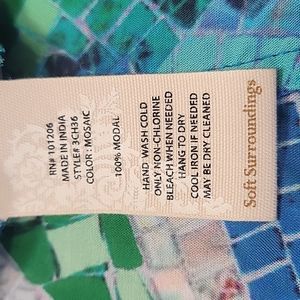 RN# 101206
MADE IN INDIA
STYLE# 3CH36
COLOR: MOSAIC
100% MODAL
HAND WASH COLD
ONLY NON-CHLORINE
BLEACH WHEN NEEDED
HANG TO DRY
COOL IRON IF NEEDED
MAY BE DRY CLEANED
Soft Surroundings